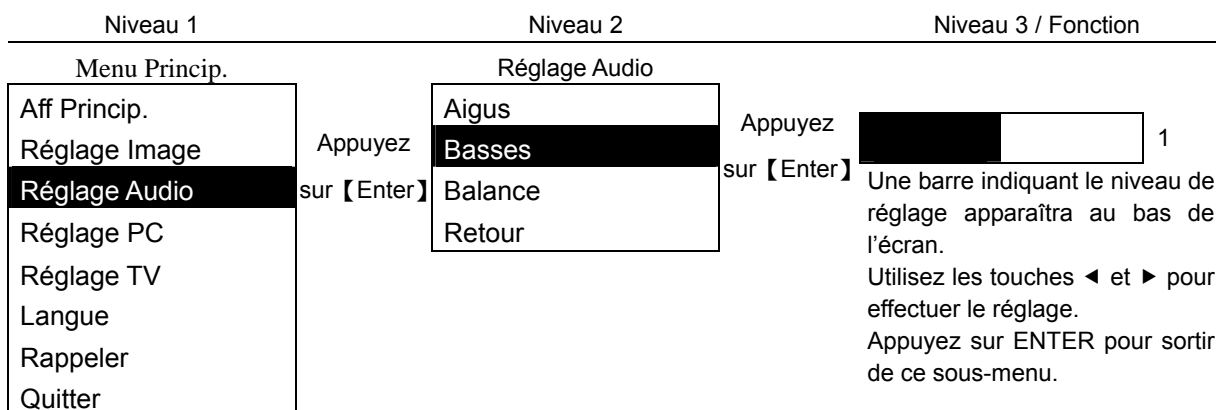 Niveau 1
Niveau 2
Niveau 3 / Fonction
Menu Princip.
Aff Princip.
Réglage Image
Réglage Audio
Réglage PC
Réglage TV
Langue
Rappeler
Quitter
Appuyez
sur【Enter】
Réglage Audio
Aigus
Basses
Balance
Retour
Appuyez
sur【Enter】
1
Une barre indiquant le niveau de
réglage apparaîtra au bas de
l’écran.
Utilisez les touches ◄ et ► pour
effectuer le réglage.
Appuyez sur ENTER pour sortir
de ce sous-menu.